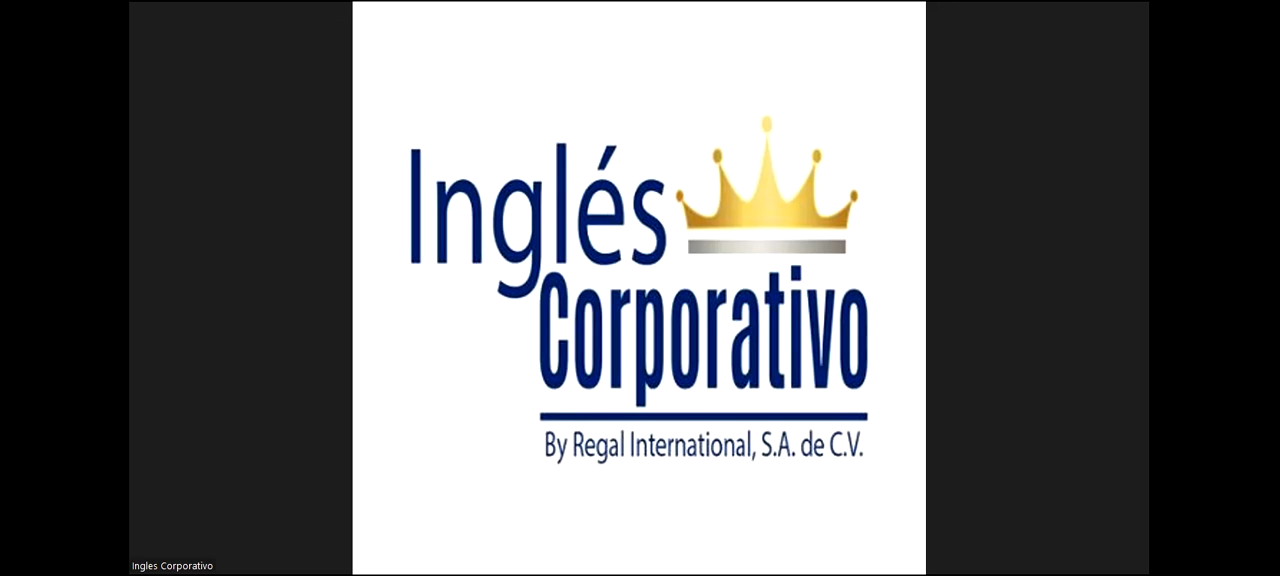 Inglés
Corporativo
By Regal International, S.A. de C.V.
Ingles Corporativo